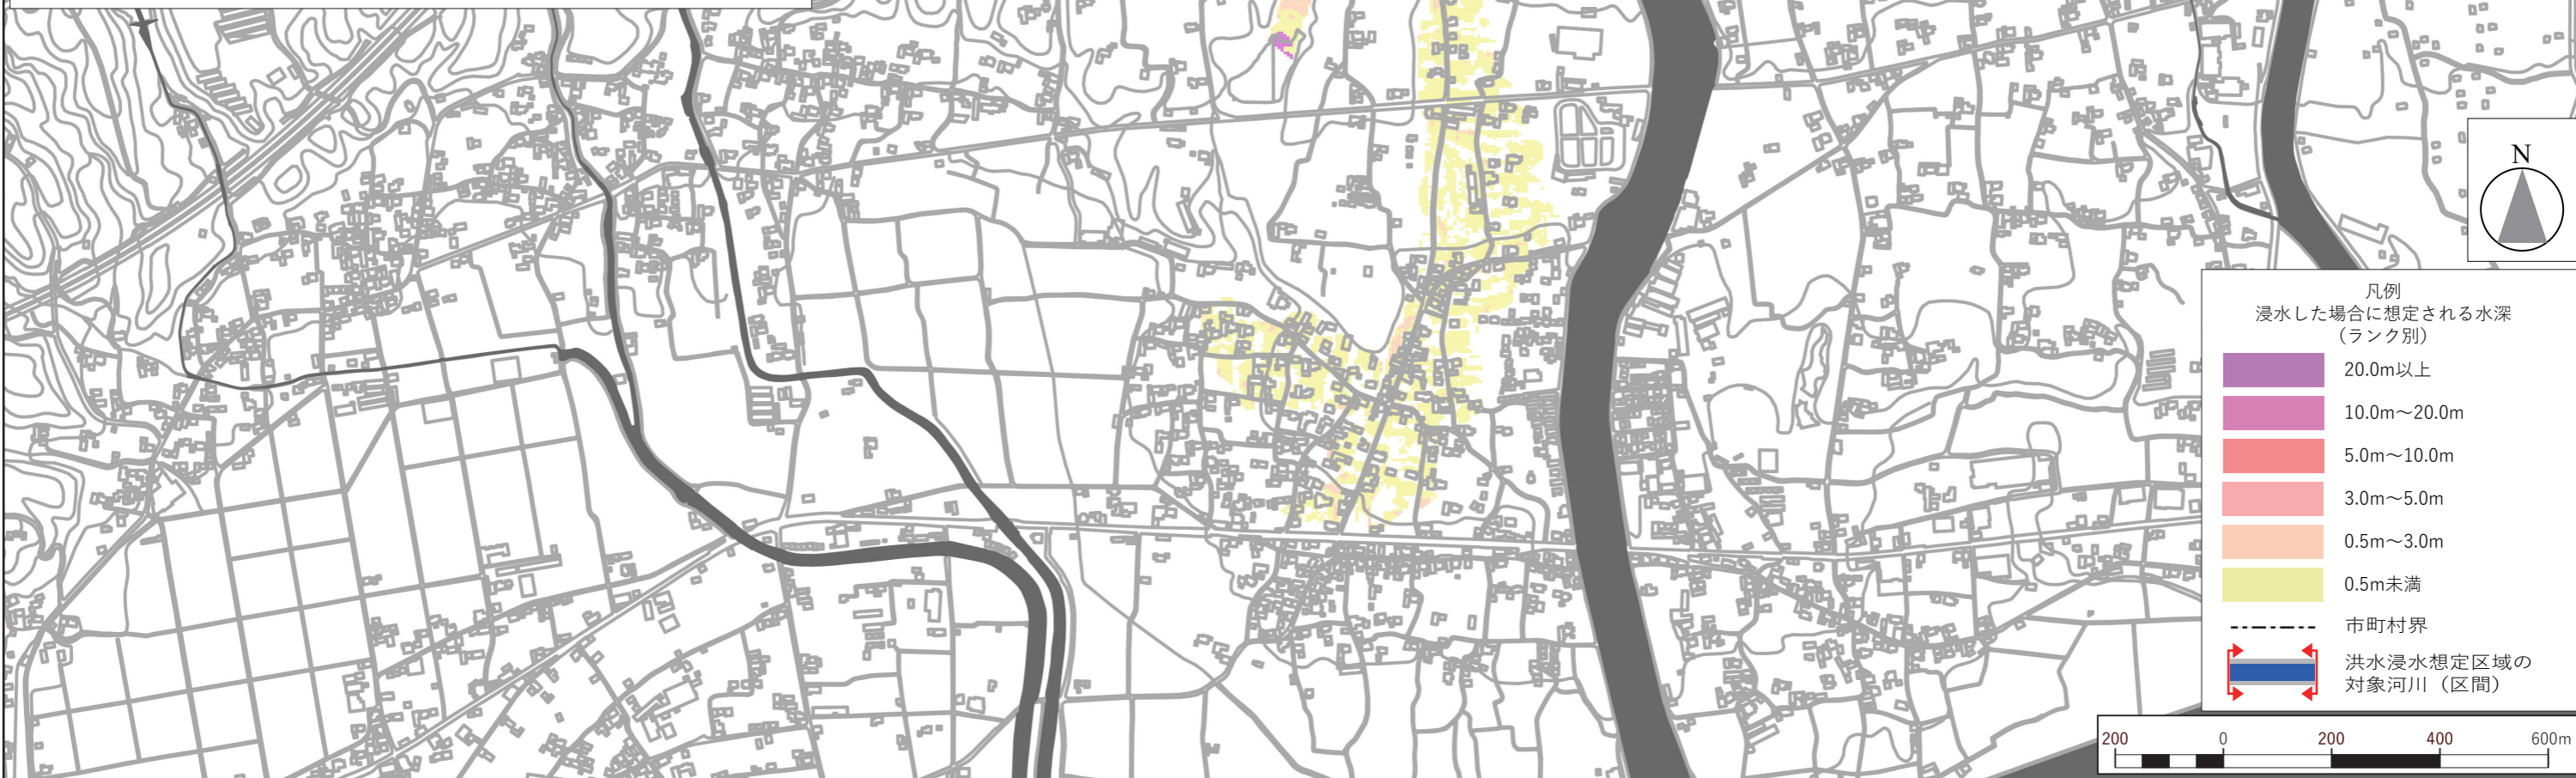 N
凡例
浸水した場合に想定される水深
（ランク別）
20.0m以上
10.0m～20.0m
5.0m～10.0m
3.0m～5.0m
0.5m～3.0m
0.5m未満
市町村界
洪水浸水想定区域の
対象河川（区間）
200 0 200 400 600m